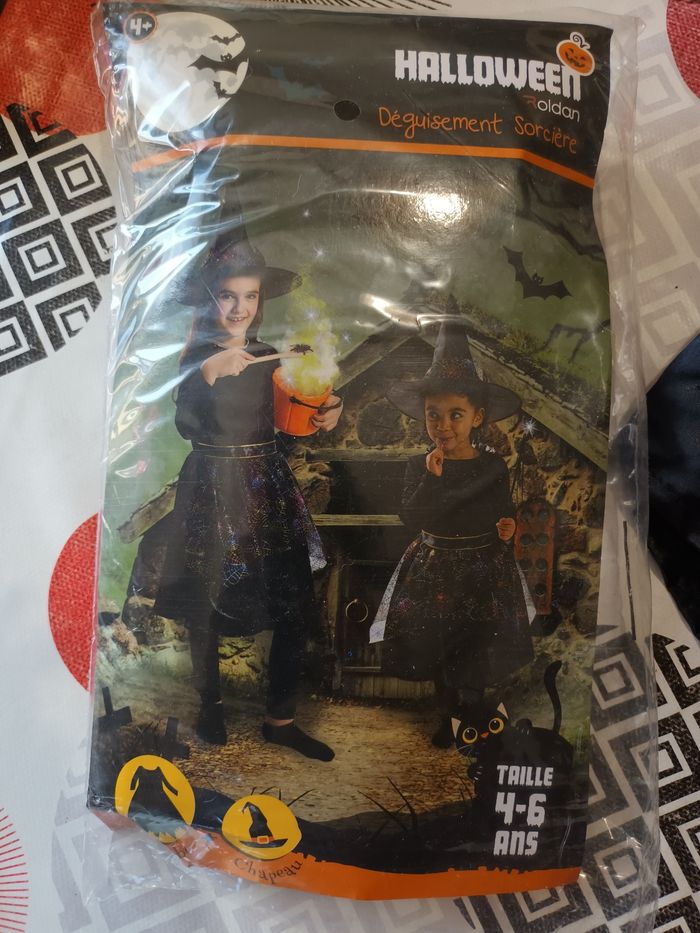 4+
HALLOWEEN
Roldan
Déguisement Sorcière
TAILLE
4-6
ANS
Chapeau